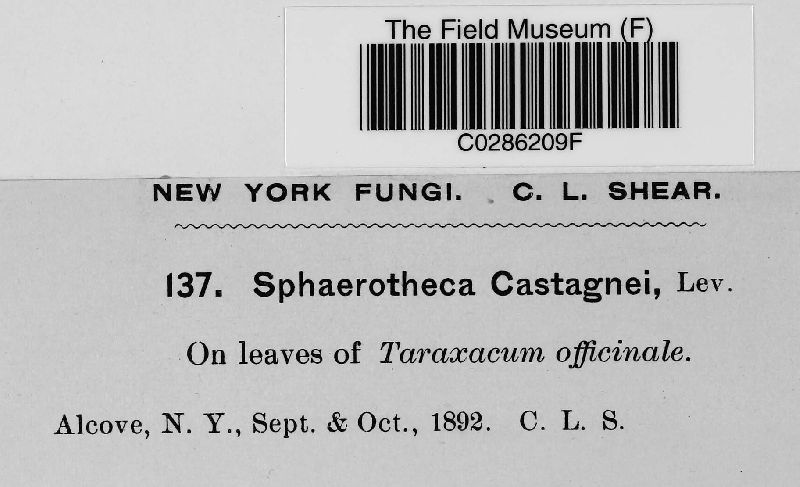 The Field Museum (F)
C0286209F
NEW YORK FUNGI. C. L. SHEAR.
137. Sphaerotheca Castagnei, Lev.
On leaves of Taraxacum officinale.
Alcove, N. Y., Sept. & Oct., 1892. C. L. S.